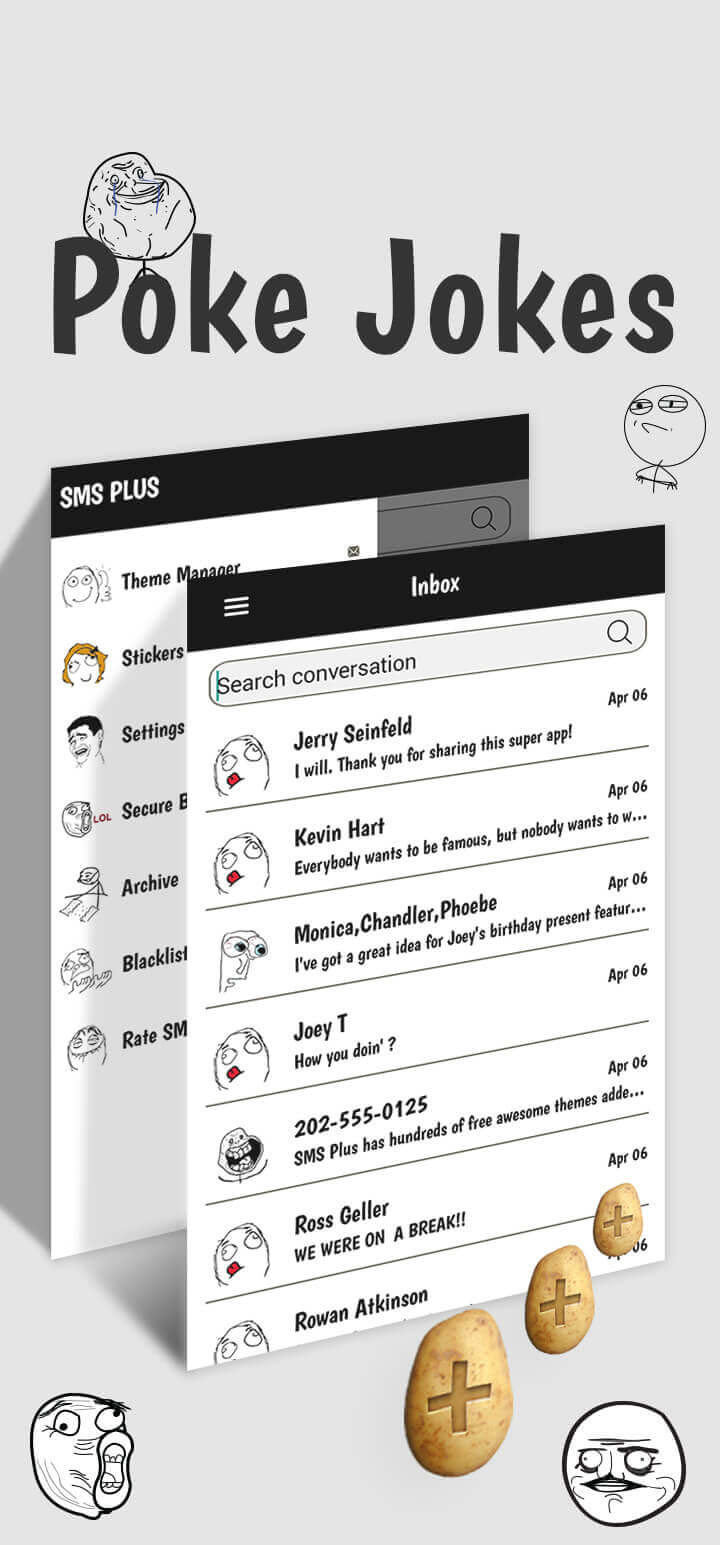 Poke Jokes
SMS PLUS
Theme Manager
Stickers
Settings
Secure B
LOL
Archive
Blacklist
Rate SM
Inbox
Search conversation
Apr 06
Jerry Seinfeld
I will. Thank you for sharing this super app!
Apr 06
Kevin Hart
Everybody wants to be famous, but nobody wants to w...
Apr 06
Monica,Chandler,Phoebe
I've got a great idea for Joey's birthday present featur...
Apr 06
Joey T
How you doin' ?
Apr 06
202-555-0125
SMS Plus has hundreds of free awesome themes adde...
Apr 06
Ross Geller
WE WERE ON A BREAK!!
06
Rowan Atkinson